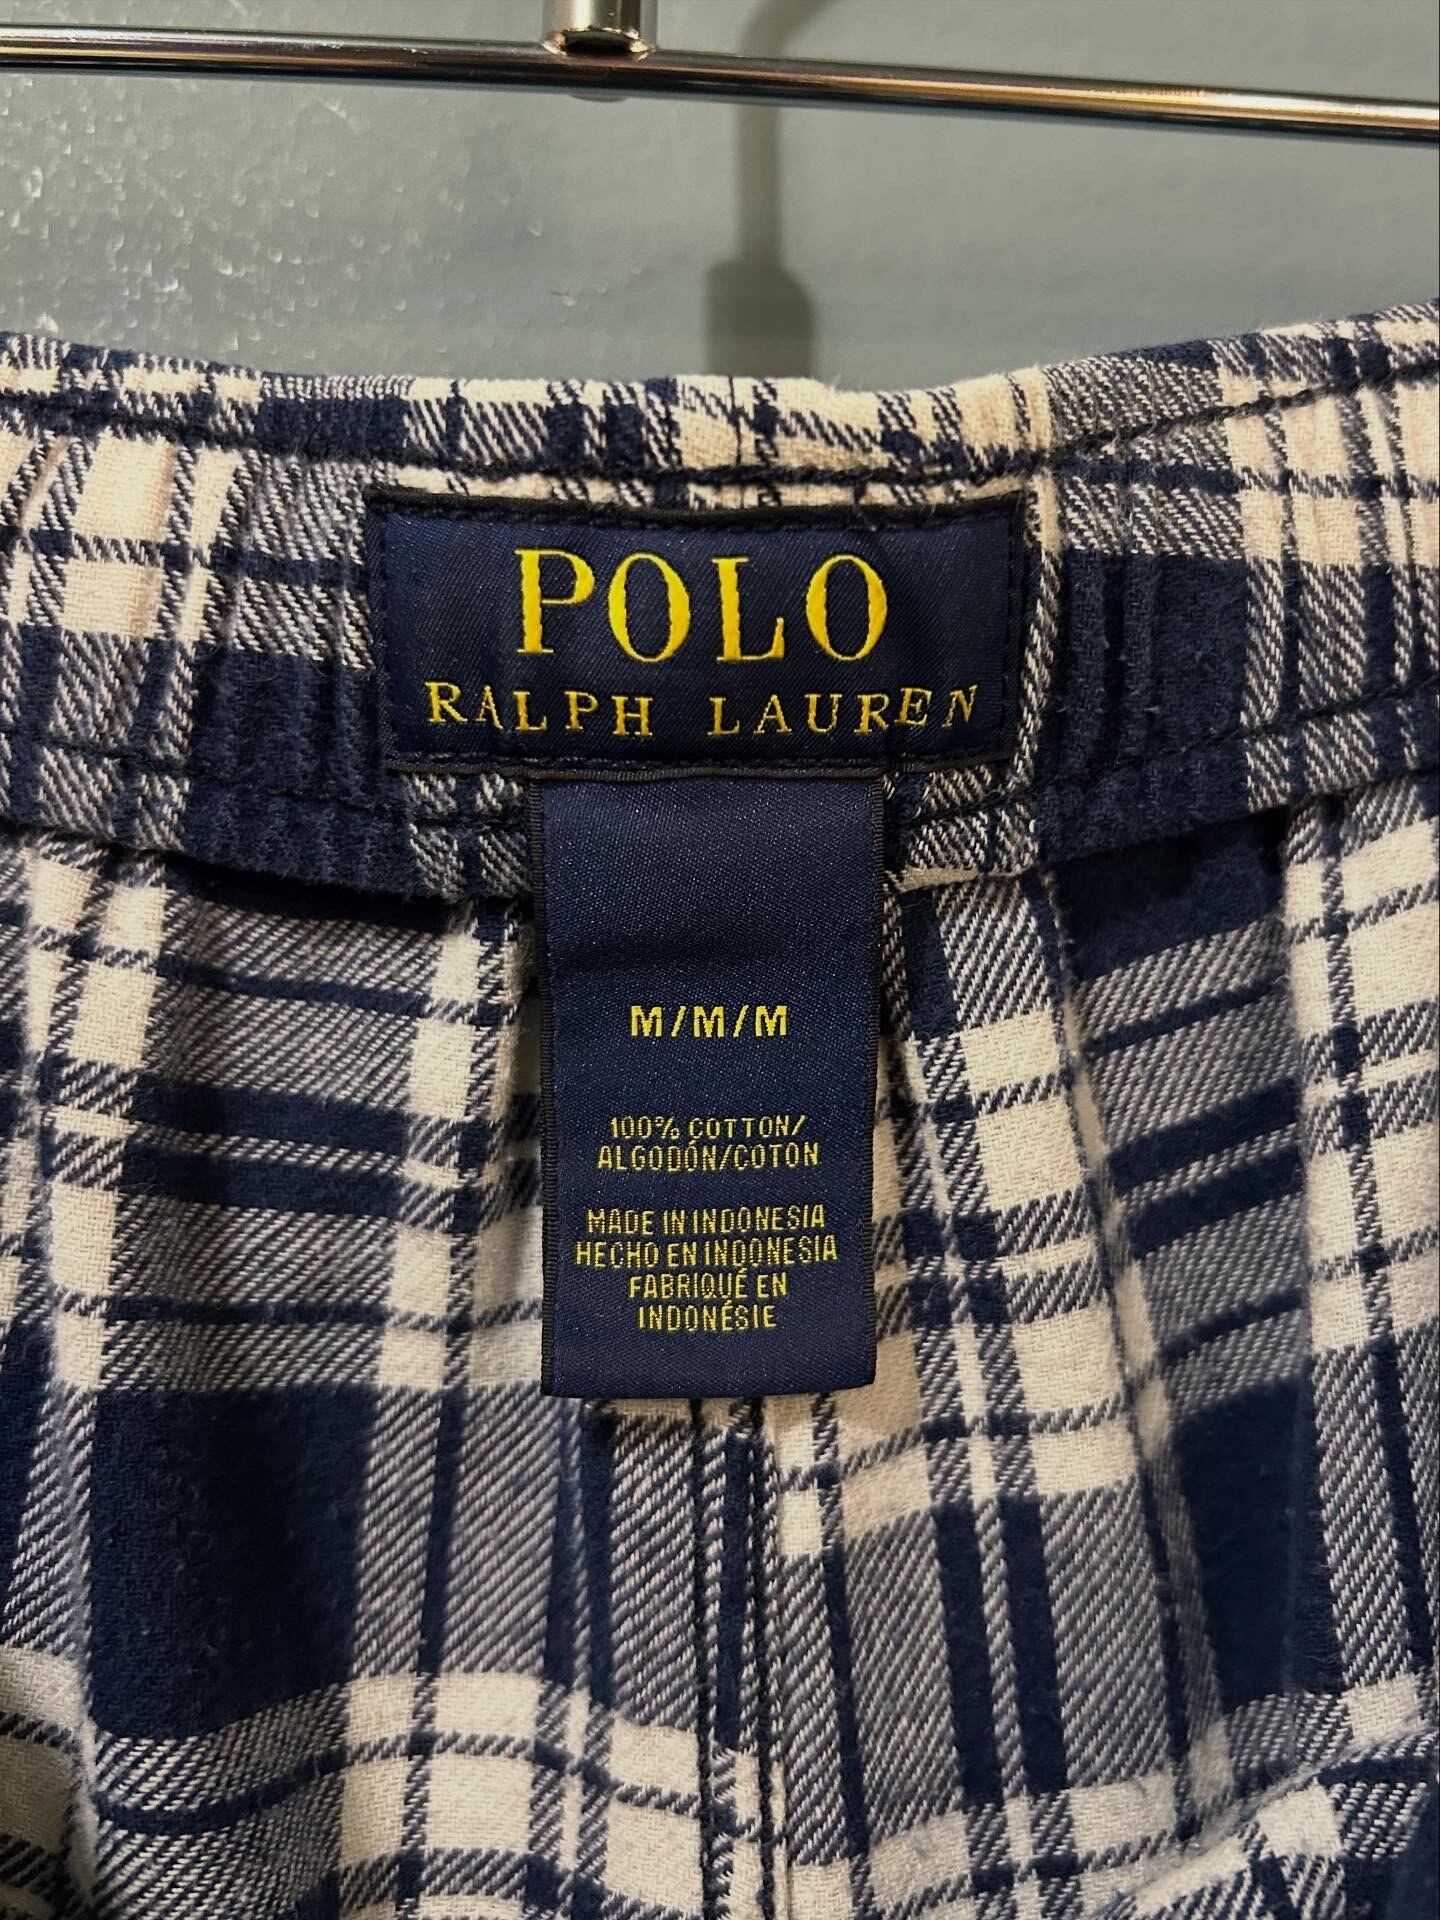 POLO
RALPH LAUREN
M/M/M
100% COTTON/
ALGODÓN/COTON
MADE IN INDONESIA
HECHO EN INDONESIA
FABRIQUÉ EN
INDONÉSIE